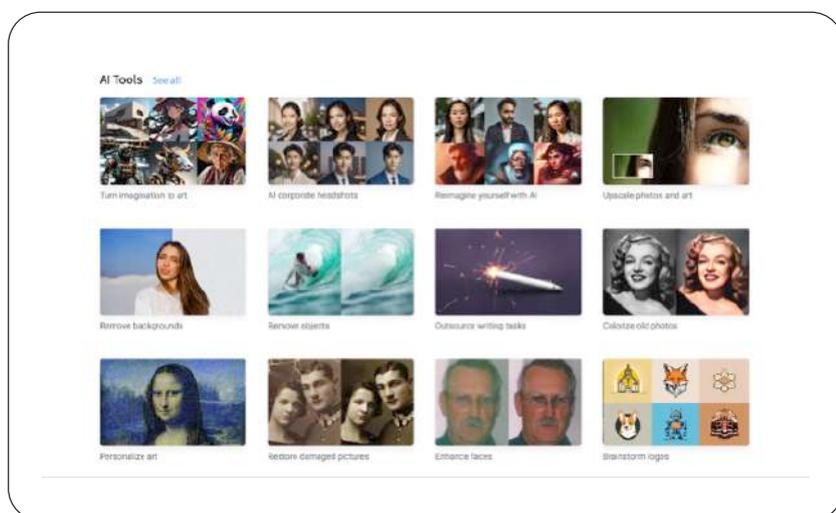 AI Tools See all
Turn imagination to art
AI corporate headshots
Reimagine yourself with AI
Upscale photos and art
Remove backgrounds
Remove objects
Outsource writing tasks
Colorize old photos
Personalize art
Restore damaged pictures
Enhance faces
Brainstorm logos